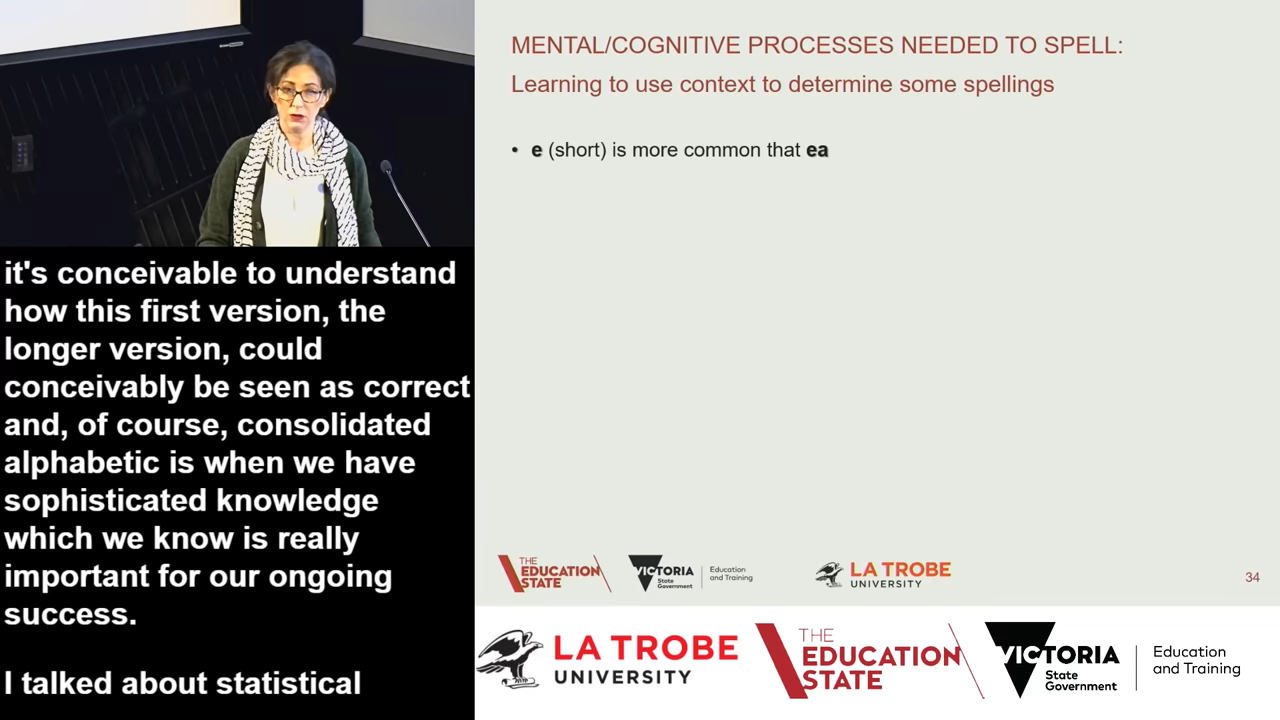 MENTAL/COGNITIVE PROCESSES NEEDED TO SPELL:
Learning to use context to determine some spellings
• e (short) is more common that ea
it's conceivable to understand
how this first version, the
longer version, could
conceivably be seen as correct
and, of course, consolidated
alphabetic is when we have
sophisticated knowledge
which we know is really
important for our ongoing
success.
I talked about statistical
THE
EDUCATION
STATE
VICTORIA
State
Government
Education
and Training
LA TROBE
UNIVERSITY
34
LA TROBE
UNIVERSITY
THE
EDUCATION
STATE
VICTORIA
State
Government
Education
and Training